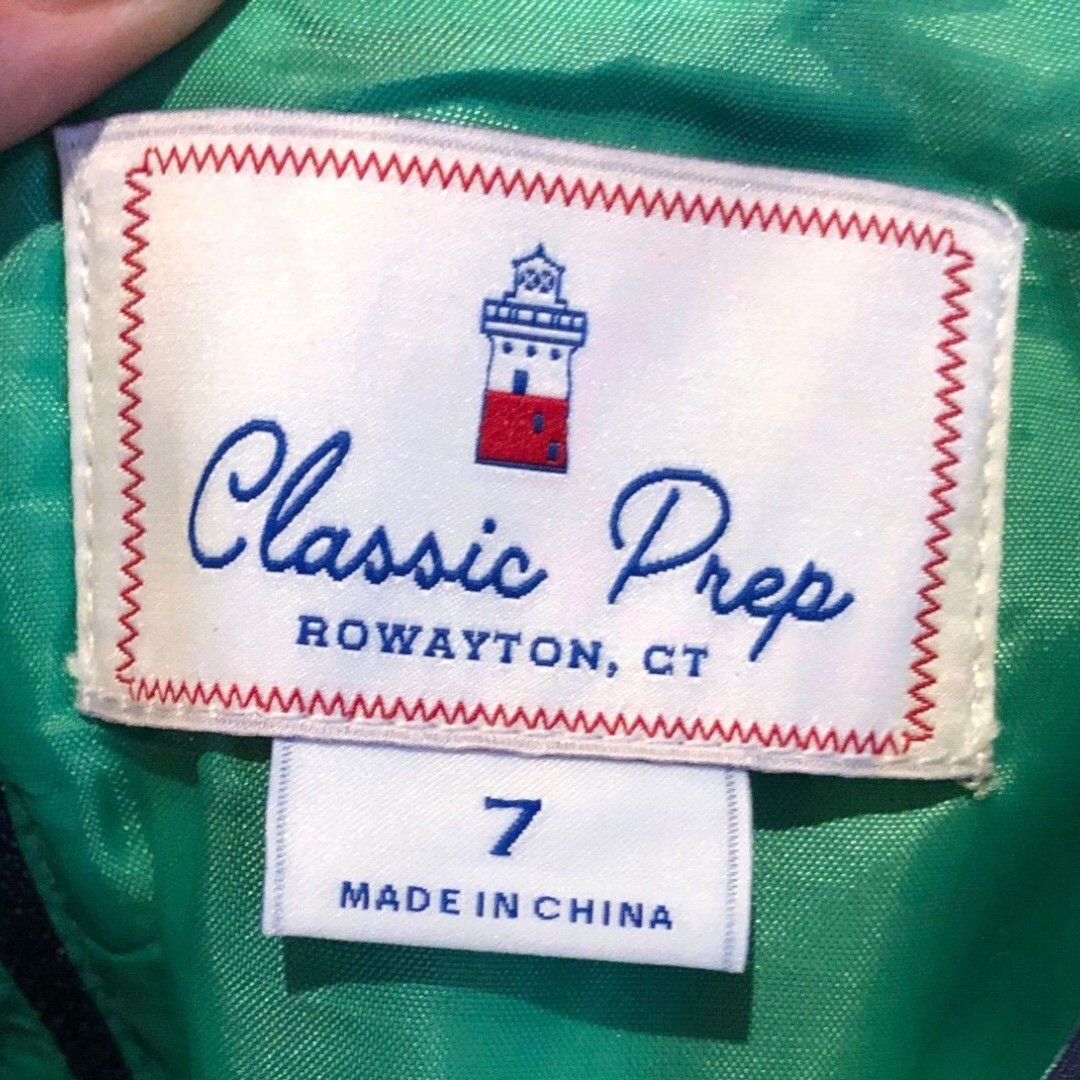 Classic Prep
ROWAYTON, CT
7
MADE IN CHINA